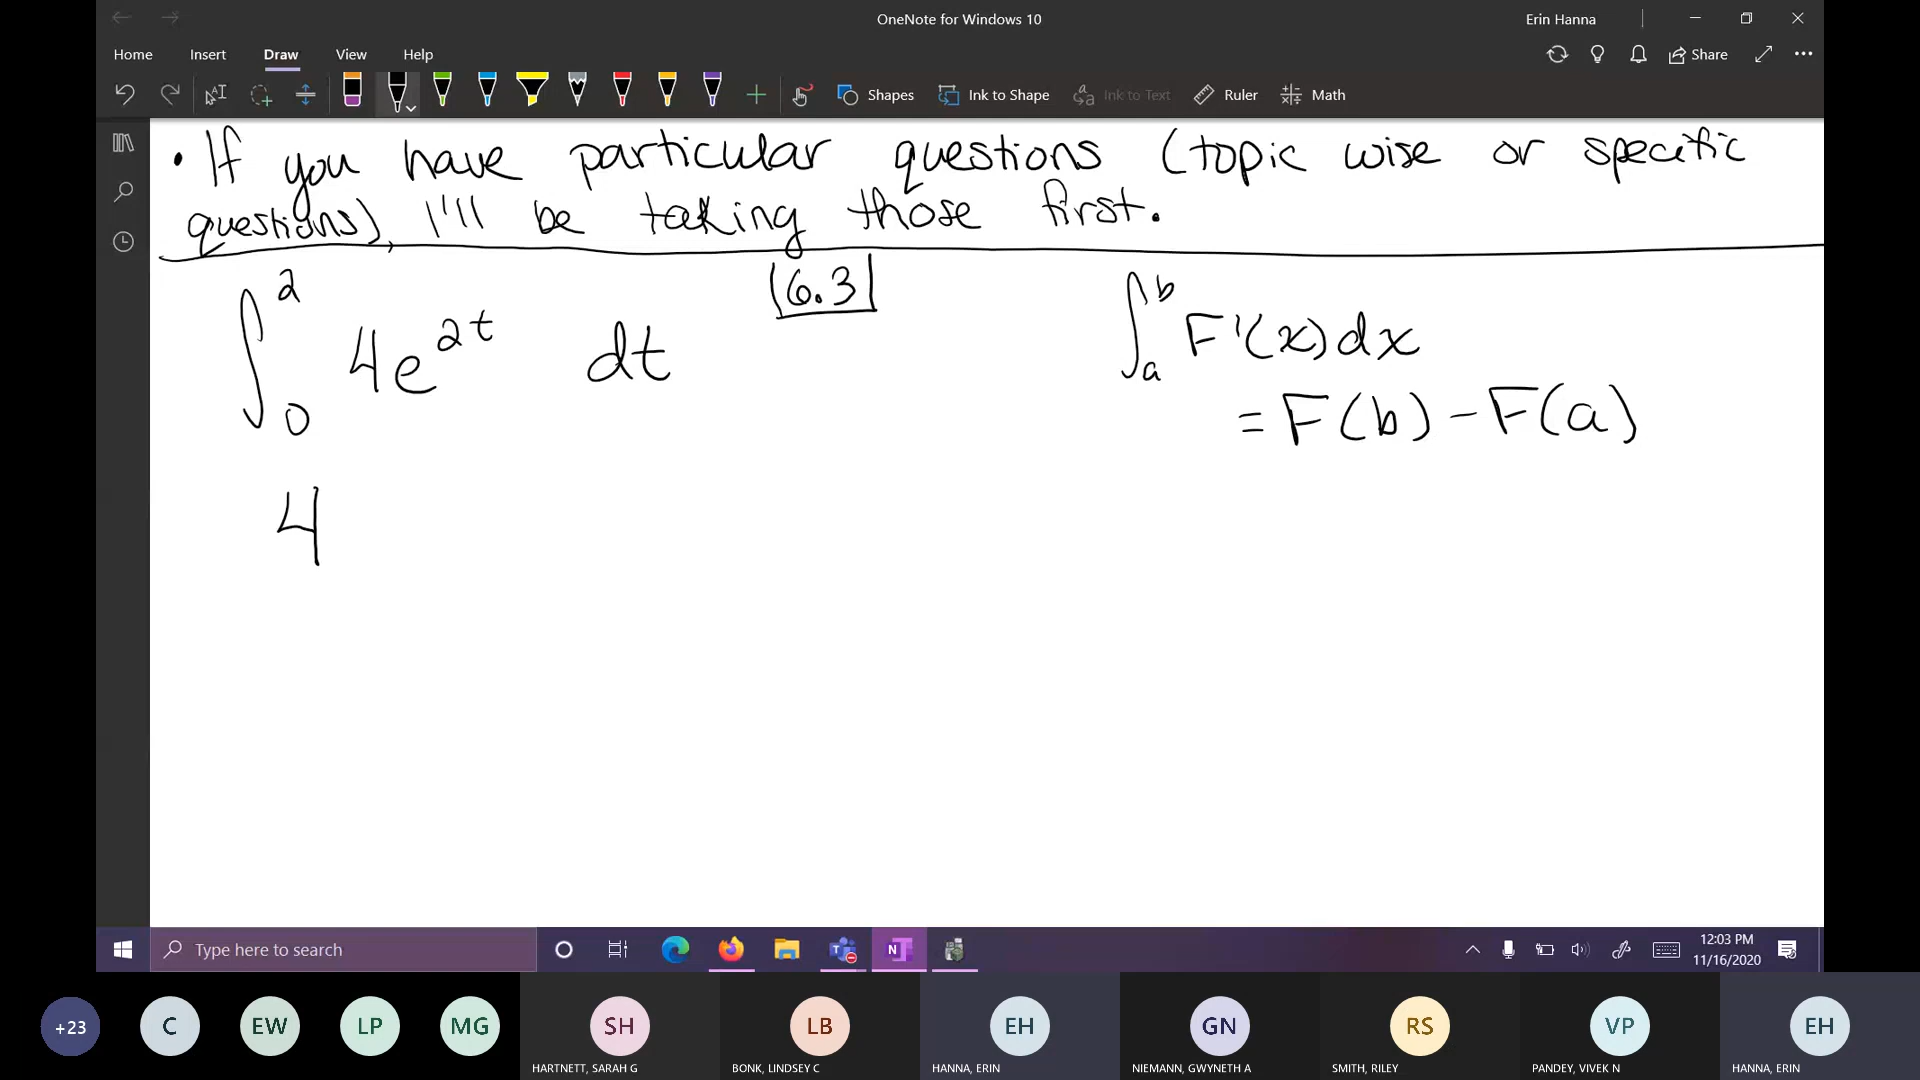 OneNote for Windows 10
Erin Hanna
Home Insert Draw View Help
Share
Shapes Ink to Shape Ink to Text Ruler Math
• If you have particular questions (topic wise or specific
questions), I'll be taking those first.
6.3
∫₀² 4e^{2t} dt
∫ₐᵇ F'(x)dx
= F(b) - F(a)
4
Type here to search
12:03 PM
11/16/2020
+23 C EW LP MG SH LB EH GN RS VP EH
HARTNETT, SARAH G BONK, LINDSEY C HANNA, ERIN NIEMANN, GWYNETH A SMITH, RILEY PANDEY, VIVEK N HANNA, ERIN